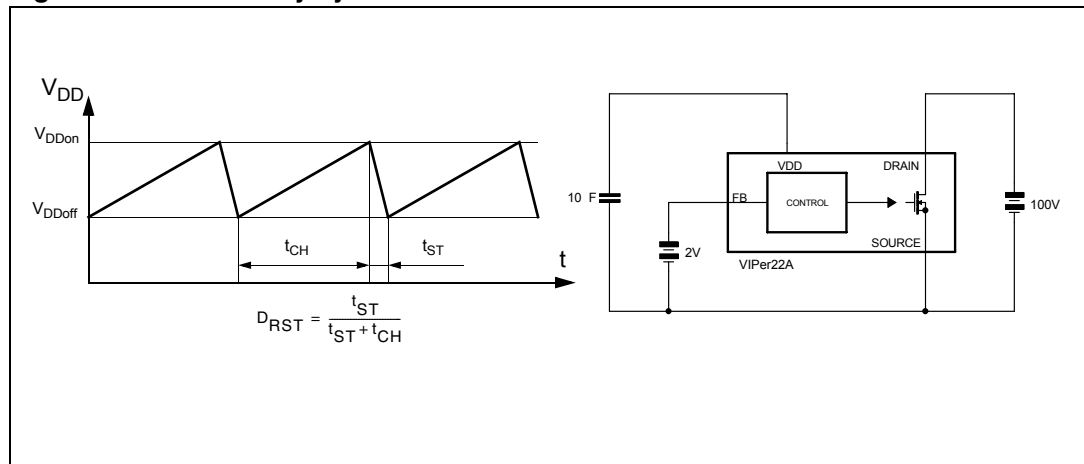 V_DD
V_DDon
V_DDoff
t_CH
t_ST
t
D_RST = t_ST / (t_ST + t_CH)
VDD
DRAIN
10 F
FB
CONTROL
100V
2V
SOURCE
VIPer22A